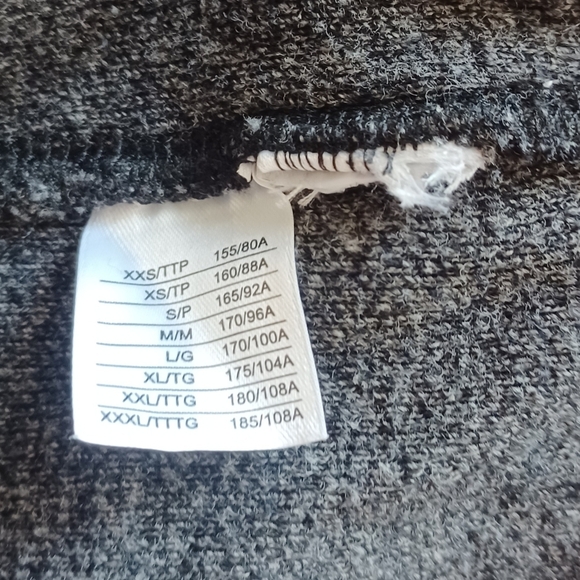 XXS/TTP 155/80A
XS/TP 160/88A
S/P 165/92A
M/M 170/96A
L/G 170/100A
XL/TG 175/104A
XXL/TTG 180/108A
XXXL/TTTG 185/108A